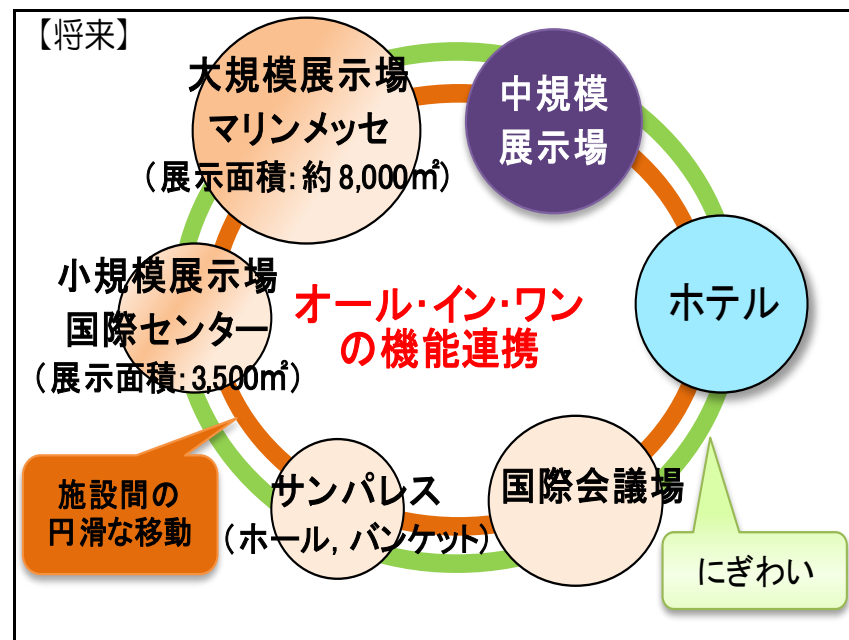 【将来】
大規模展示場
マリンメッセ
（展示面積：約8,000㎡）
中規模
展示場
小規模展示場
国際センター
（展示面積：3,500㎡）
オール・イン・ワン
の機能連携
ホテル
施設間の
円滑な移動
サンパレス
（ホール，バンケット）
国際会議場
にぎわい